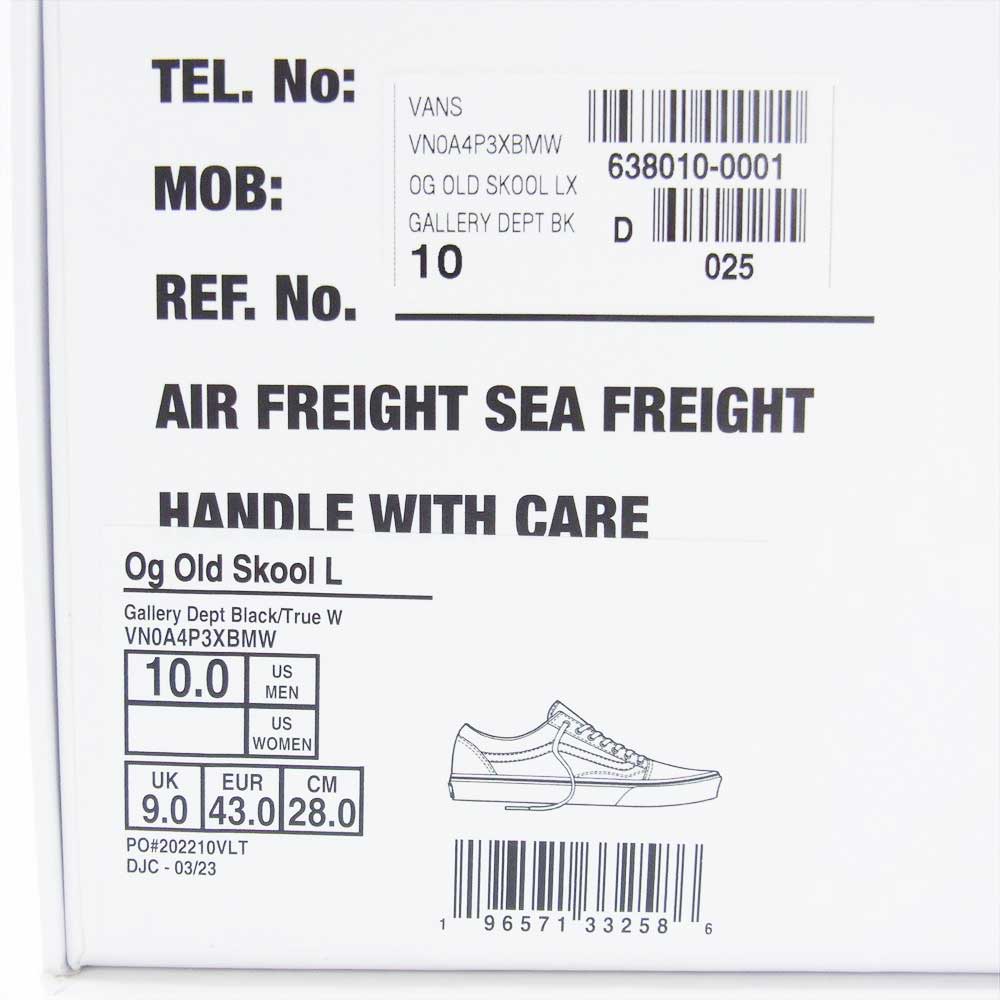 TEL. No:
VANS
VN0A4P3XBMW
638010-0001
OG OLD SKOOL LX
GALLERY DEPT BK
D
10
025
MOB:
REF. No.
AIR FREIGHT SEA FREIGHT
HANDLE WITH CARE
Og Old Skool L
Gallery Dept Black/True W
VN0A4P3XBMW
10.0 US MEN
US WOMEN
UK EUR CM
9.0 43.0 28.0
PO#202210VLT
DJC - 03/23
1 96571 33258 6